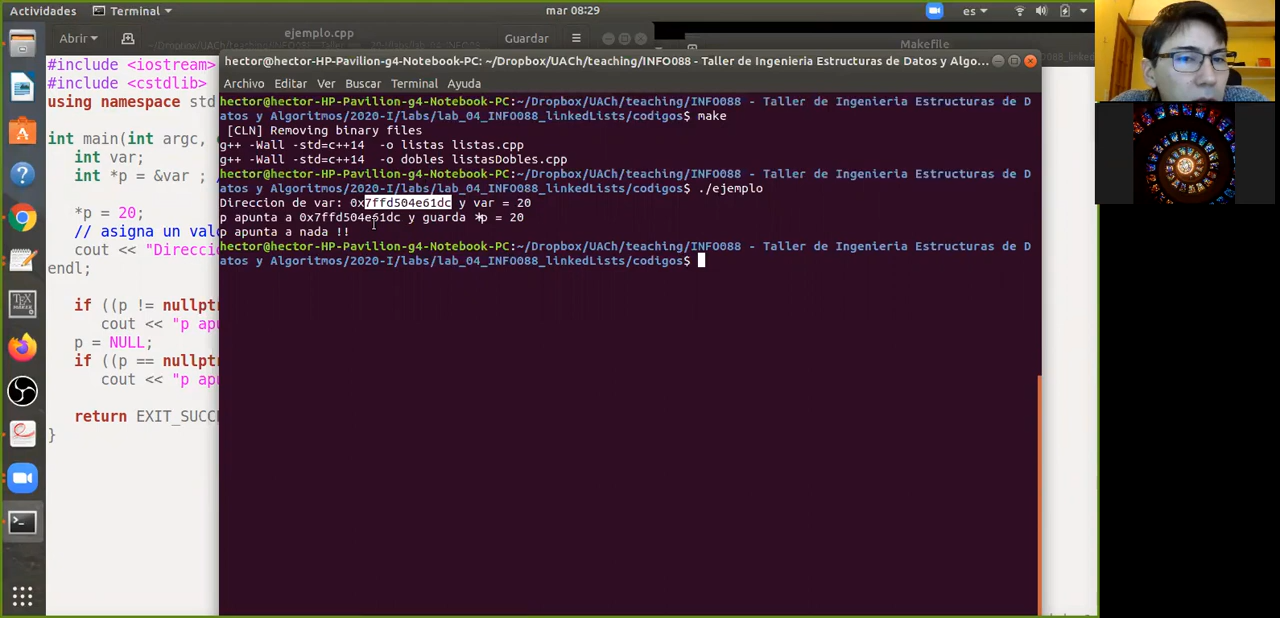 Actividades Terminal mar 08:29 es
Abrir ejemplo.cpp Guardar Makefile
hector@hector-HP-Pavilion-g4-Notebook-PC: ~/Dropbox/UACh/teaching/INFO088 - Taller de Ingenieria Estructuras de Datos y Algo...
Archivo Editar Ver Buscar Terminal Ayuda
hector@hector-HP-Pavilion-g4-Notebook-PC:~/Dropbox/UACh/teaching/INFO088 - Taller de Ingenieria Estructuras de D
atos y Algoritmos/2020-I/labs/lab_04_INFO088_linkedLists/codigos$ make
[CLN] Removing binary files
g++ -Wall -std=c++14 -o listas listas.cpp
g++ -Wall -std=c++14 -o dobles listasDobles.cpp
hector@hector-HP-Pavilion-g4-Notebook-PC:~/Dropbox/UACh/teaching/INFO088 - Taller de Ingenieria Estructuras de D
atos y Algoritmos/2020-I/labs/lab_04_INFO088_linkedLists/codigos$ ./ejemplo
Direccion de var: 0x7ffd504e61dc y var = 20
p apunta a 0x7ffd504e61dc y guarda *p = 20
p apunta a nada !!
hector@hector-HP-Pavilion-g4-Notebook-PC:~/Dropbox/UACh/teaching/INFO088 - Taller de Ingenieria Estructuras de D
atos y Algoritmos/2020-I/labs/lab_04_INFO088_linkedLists/codigos$
#include <iostream>
#include <cstdlib>
using namespace std
int main(int argc,
int var;
int *p = &var ;
*p = 20;
// asigna un val
cout << "Direcci
endl;
if ((p != nullpt
cout << "p ap
p = NULL;
if ((p == nullpt
cout << "p ap
return EXIT_SUCC
}